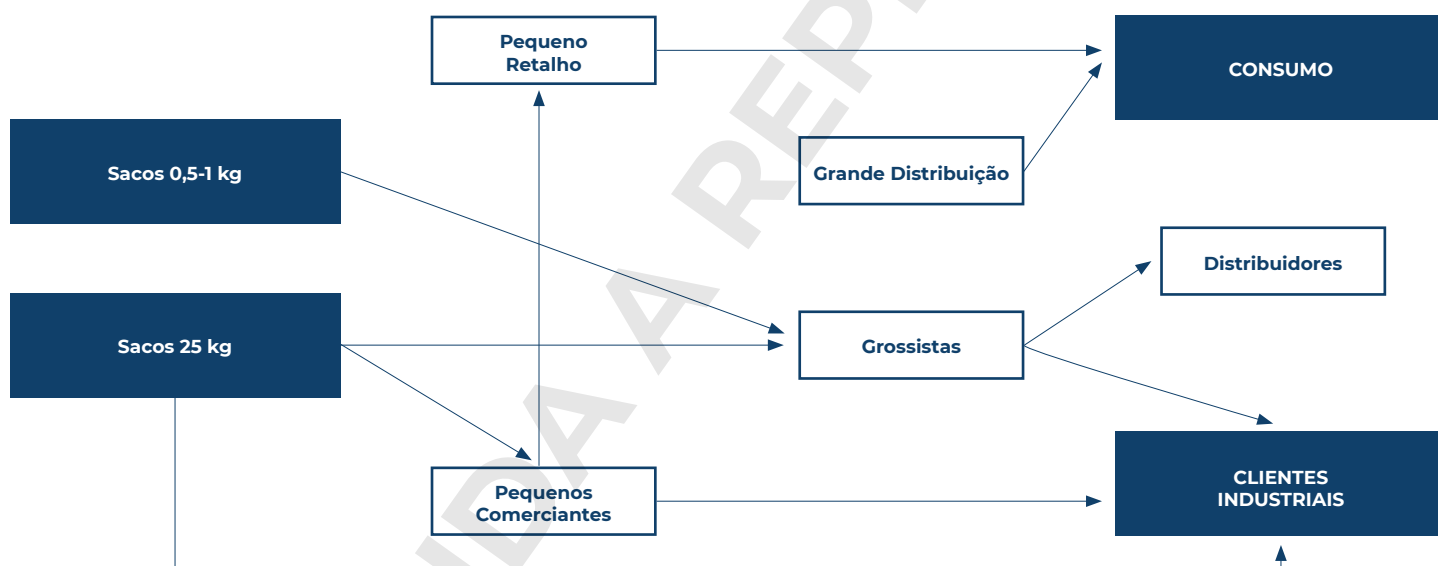 Pequeno
Retalho
CONSUMO
Sacos 0,5-1 kg
Grande Distribuição
Distribuidores
Sacos 25 kg
Grossistas
Pequenos
Comerciantes
CLIENTES
INDUSTRIAIS